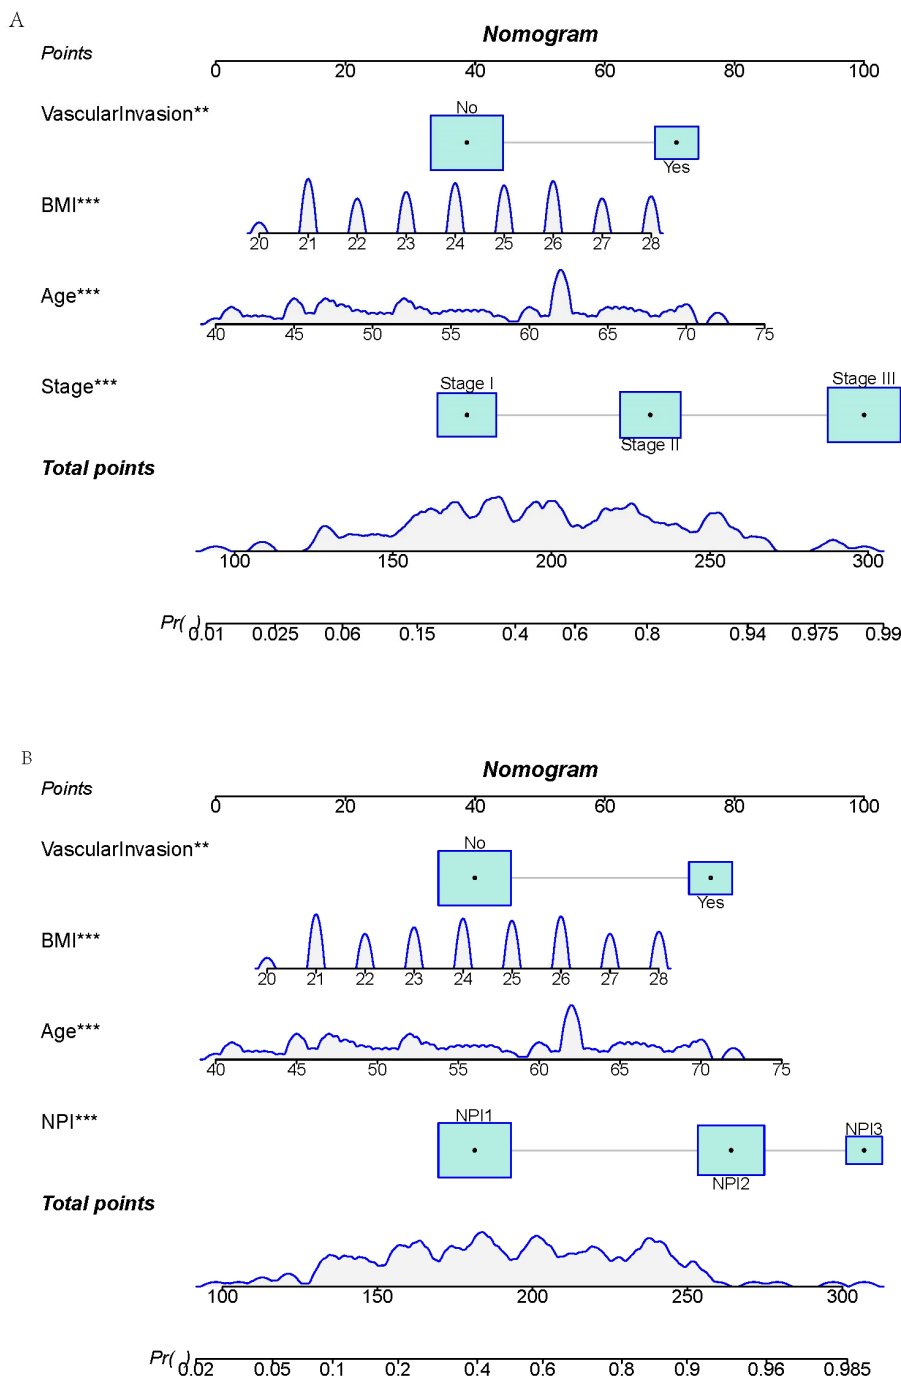 A
Nomogram
Points
0 20 40 60 80 100
VascularInvasion**
No
Yes
BMI***
20 21 22 23 24 25 26 27 28
Age***
40 45 50 55 60 65 70 75
Stage***
Stage I
Stage II
Stage III
Total points
100 150 200 250 300
Pr( )
0.01 0.025 0.06 0.15 0.4 0.6 0.8 0.94 0.975 0.99
B
Nomogram
Points
0 20 40 60 80 100
VascularInvasion**
No
Yes
BMI***
20 21 22 23 24 25 26 27 28
Age***
40 45 50 55 60 65 70 75
NPI***
NPI1
NPI2
NPI3
Total points
100 150 200 250 300
Pr( )
0.02 0.05 0.1 0.2 0.4 0.6 0.8 0.9 0.96 0.985